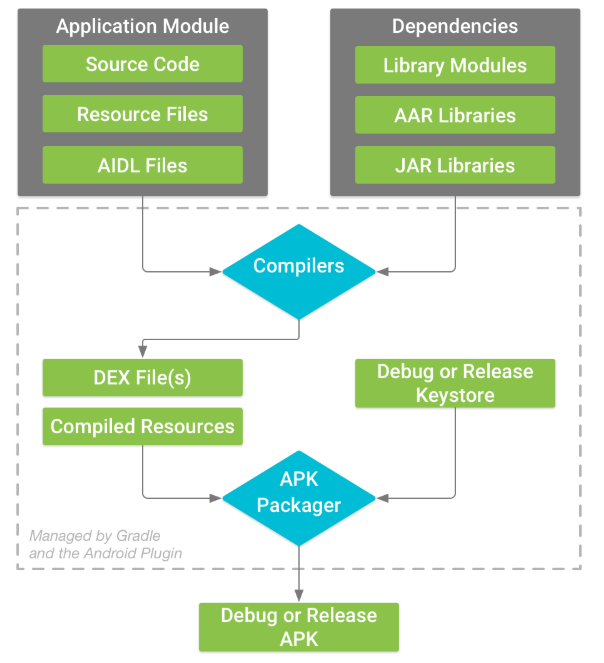 Application Module
Source Code
Resource Files
AIDL Files
Dependencies
Library Modules
AAR Libraries
JAR Libraries
Compilers
DEX File(s)
Compiled Resources
Debug or Release
Keystore
APK
Packager
Managed by Gradle
and the Android Plugin
Debug or Release
APK